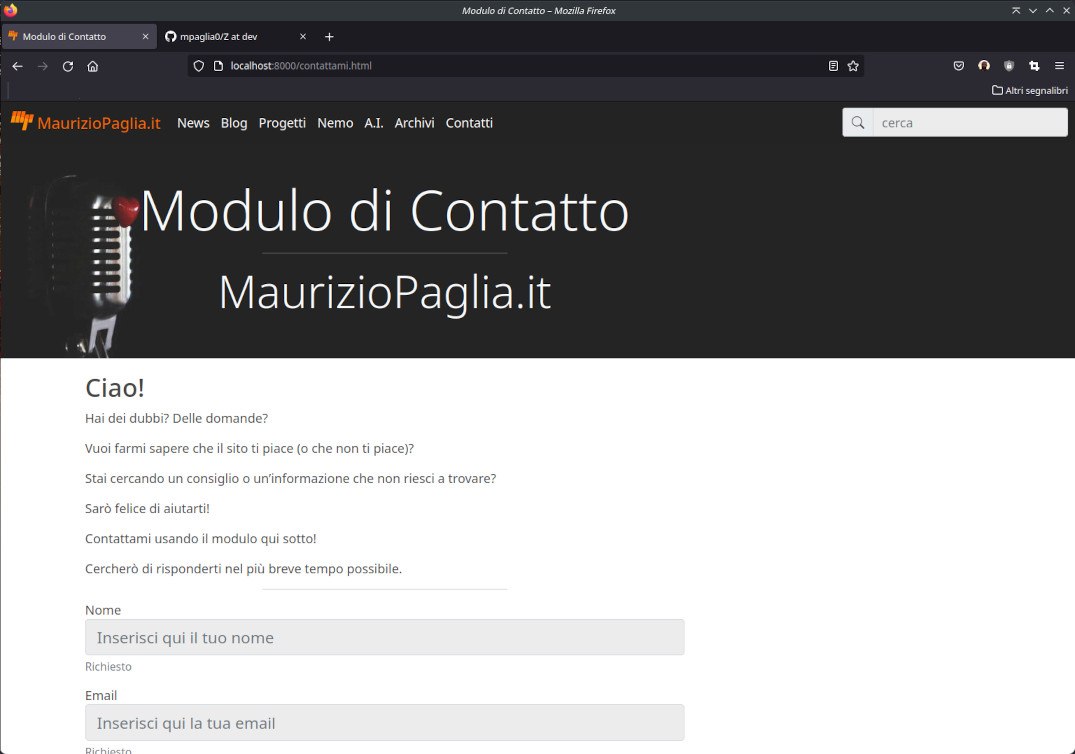 Modulo di Contatto – Mozilla Firefox
Modulo di Contatto
mpaglia0/Z at dev
localhost:8000/contattami.html
Altri segnalibri
MaurizioPaglia.it News Blog Progetti Nemo A.I. Archivi Contatti cerca
Modulo di Contatto
MaurizioPaglia.it
Ciao!
Hai dei dubbi? Delle domande?
Vuoi farmi sapere che il sito ti piace (o che non ti piace)?
Stai cercando un consiglio o un’informazione che non riesci a trovare?
Sarò felice di aiutarti!
Contattami usando il modulo qui sotto!
Cercherò di risponderti nel più breve tempo possibile.
Nome
Inserisci qui il tuo nome
Richiesto
Email
Inserisci qui la tua email
Richiesto